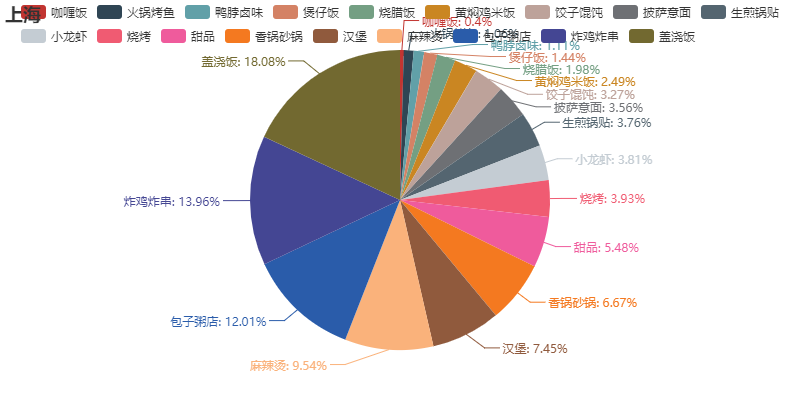 上海
咖喱饭 火锅烤鱼 鸭脖卤味 煲仔饭 烧腊饭 黄焖鸡米饭 饺子馄饨 披萨意面 生煎锅贴
小龙虾 烧烤 甜品 香锅砂锅 汉堡 麻辣烫 包子粥店 炸鸡炸串 盖浇饭
咖喱饭: 0.4%
火锅烤鱼: 1.06%
鸭脖卤味: 1.11%
煲仔饭: 1.44%
盖浇饭: 18.08%
烧腊饭: 1.98%
黄焖鸡米饭: 2.49%
饺子馄饨: 3.27%
披萨意面: 3.56%
生煎锅贴: 3.76%
小龙虾: 3.81%
烧烤: 3.93%
炸鸡炸串: 13.96%
甜品: 5.48%
香锅砂锅: 6.67%
包子粥店: 12.01%
汉堡: 7.45%
麻辣烫: 9.54%